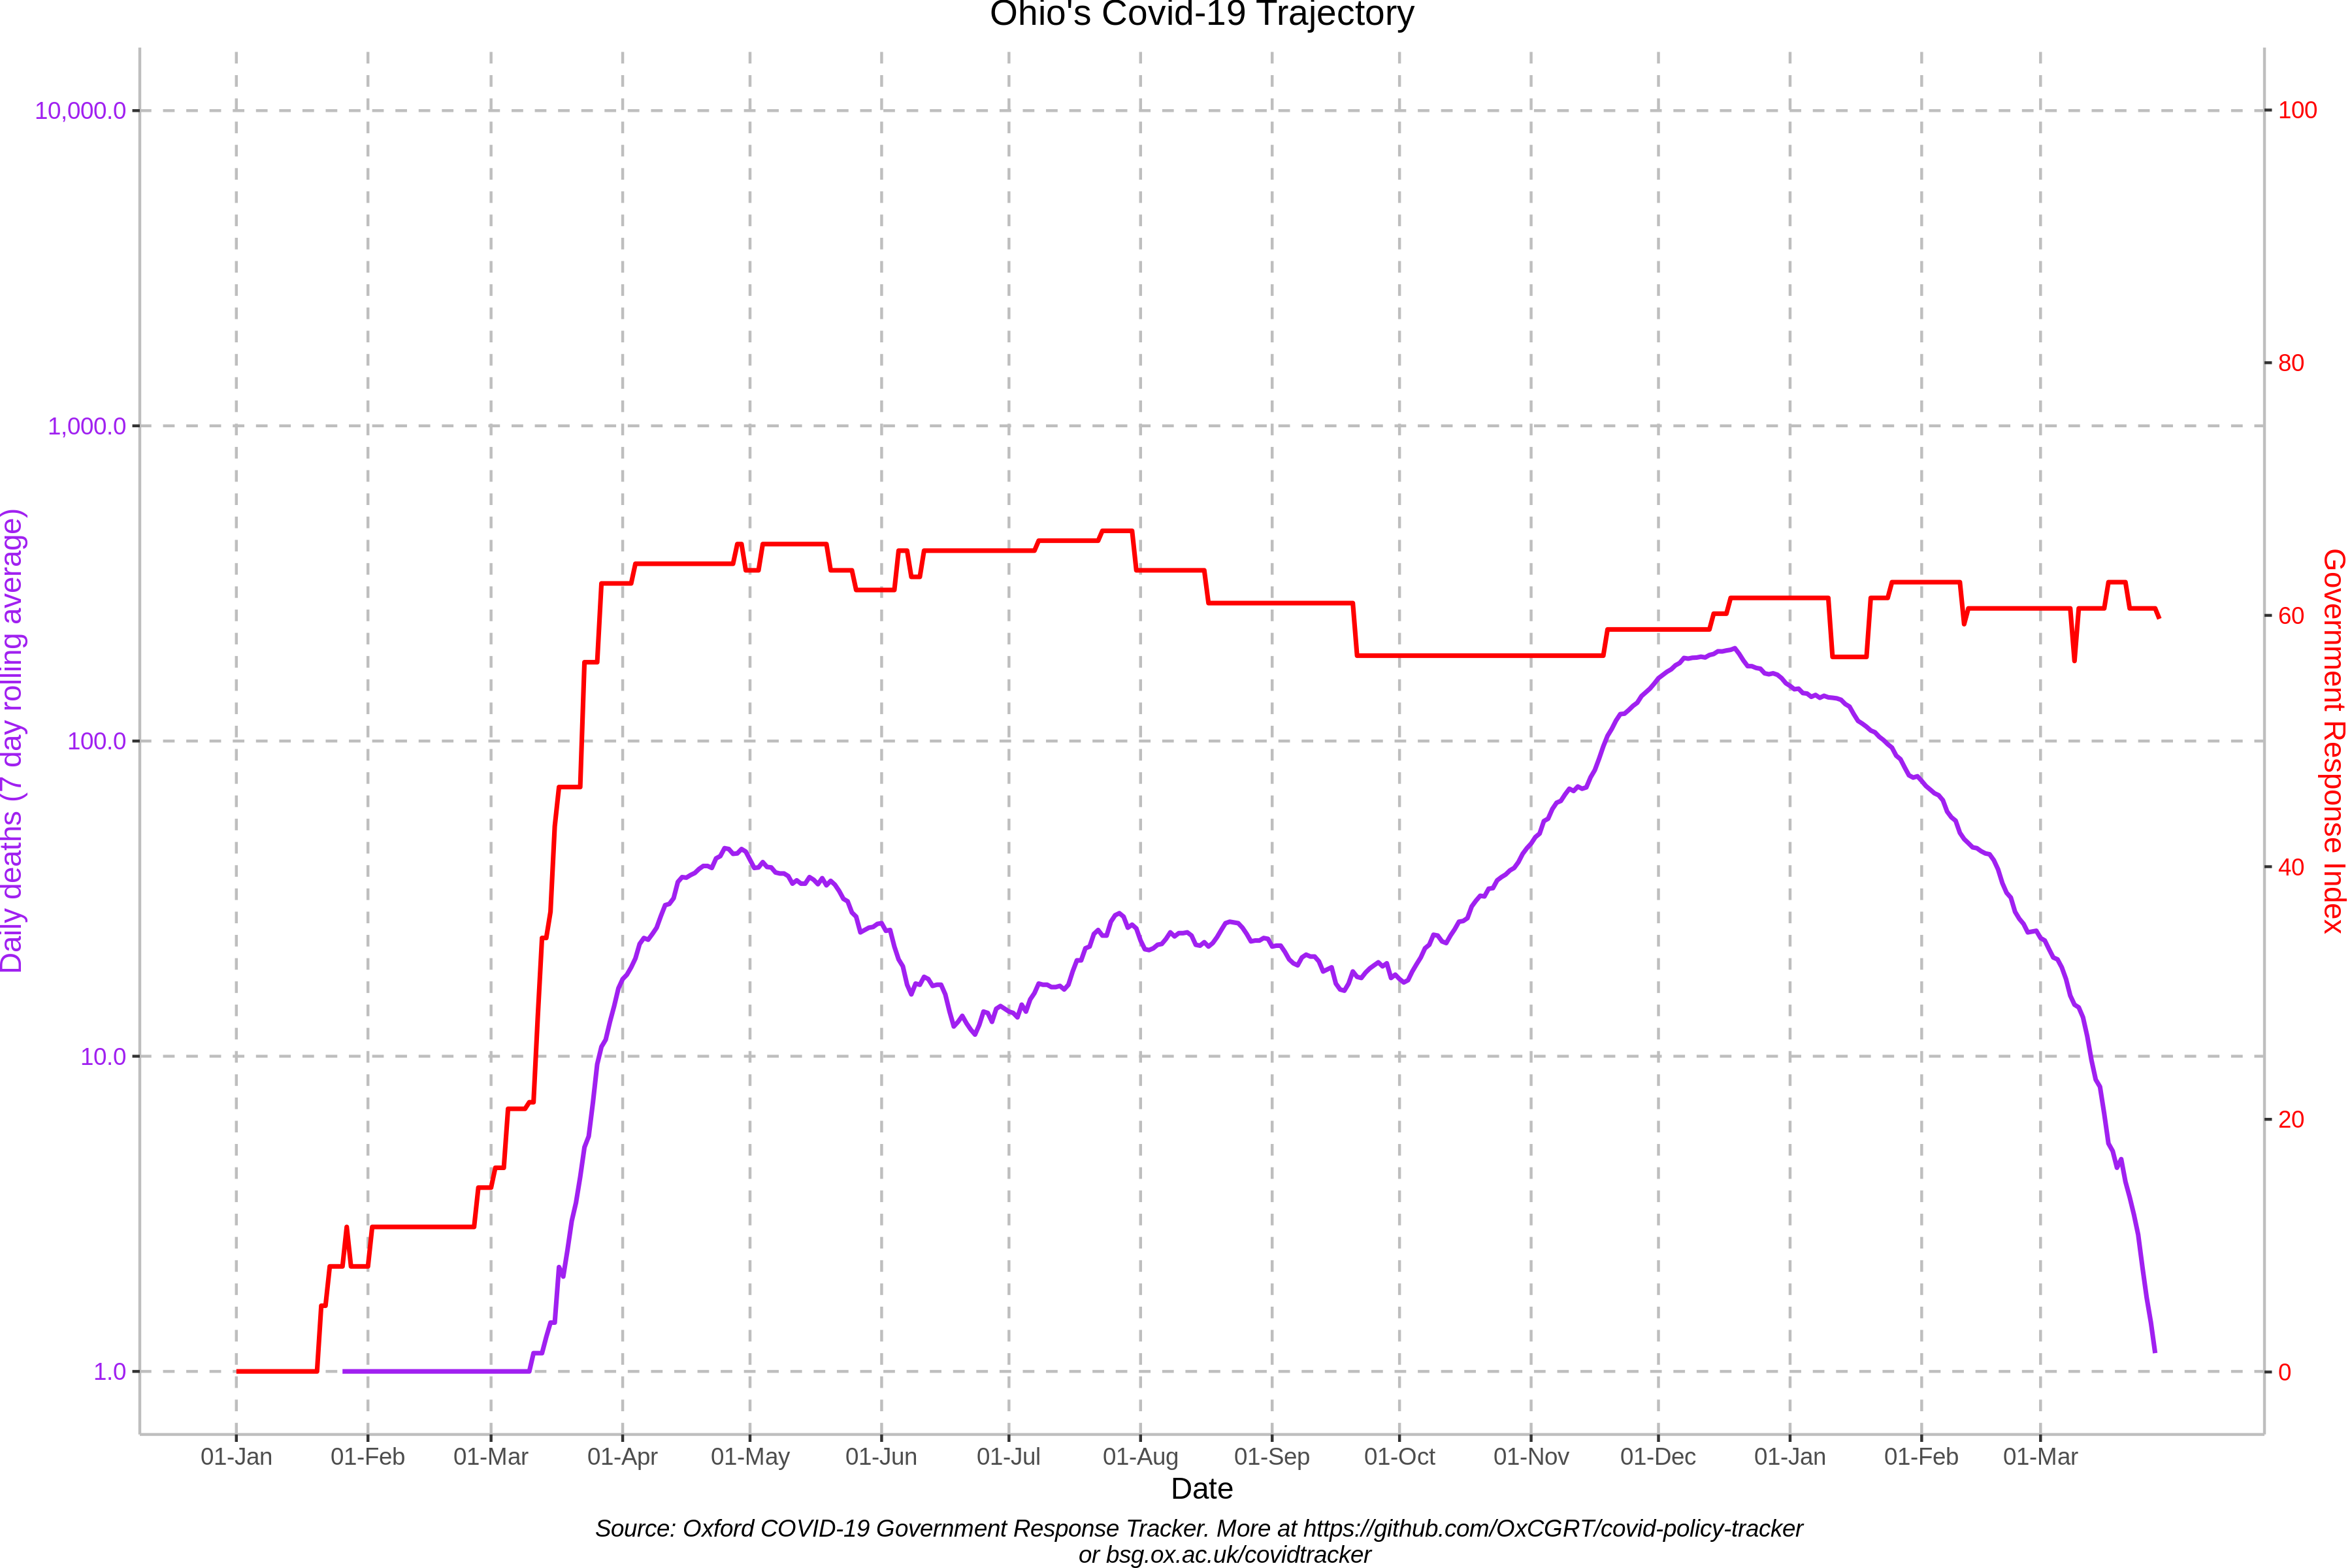 Ohio's Covid-19 Trajectory
10,000.0
1,000.0
100.0
10.0
1.0
Daily deaths (7 day rolling average)
100
80
60
40
20
0
Government Response Index
01-Jan 01-Feb 01-Mar 01-Apr 01-May 01-Jun 01-Jul 01-Aug 01-Sep 01-Oct 01-Nov 01-Dec 01-Jan 01-Feb 01-Mar
Date
Source: Oxford COVID-19 Government Response Tracker. More at https://github.com/OxCGRT/covid-policy-tracker
or bsg.ox.ac.uk/covidtracker